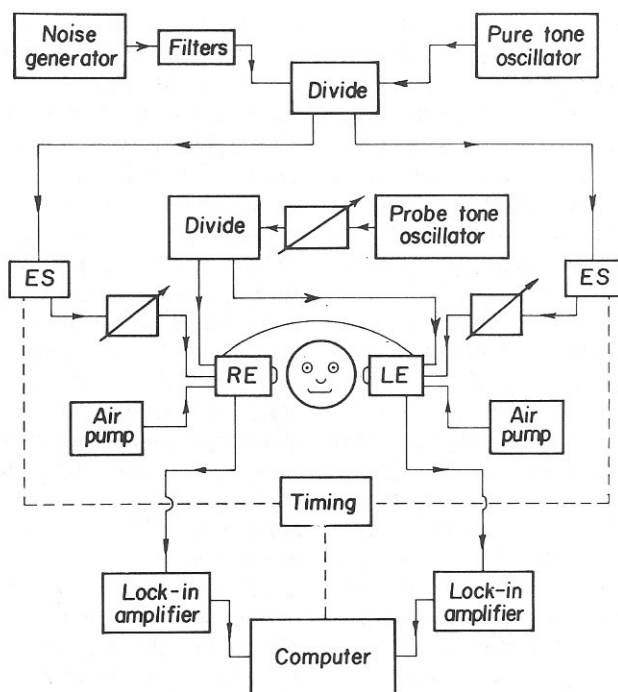 Noise
generator
Filters
Divide
Pure tone
oscillator
Divide
Probe tone
oscillator
ES
ES
RE
LE
Air
pump
Air
pump
Timing
Lock-in
amplifier
Lock-in
amplifier
Computer